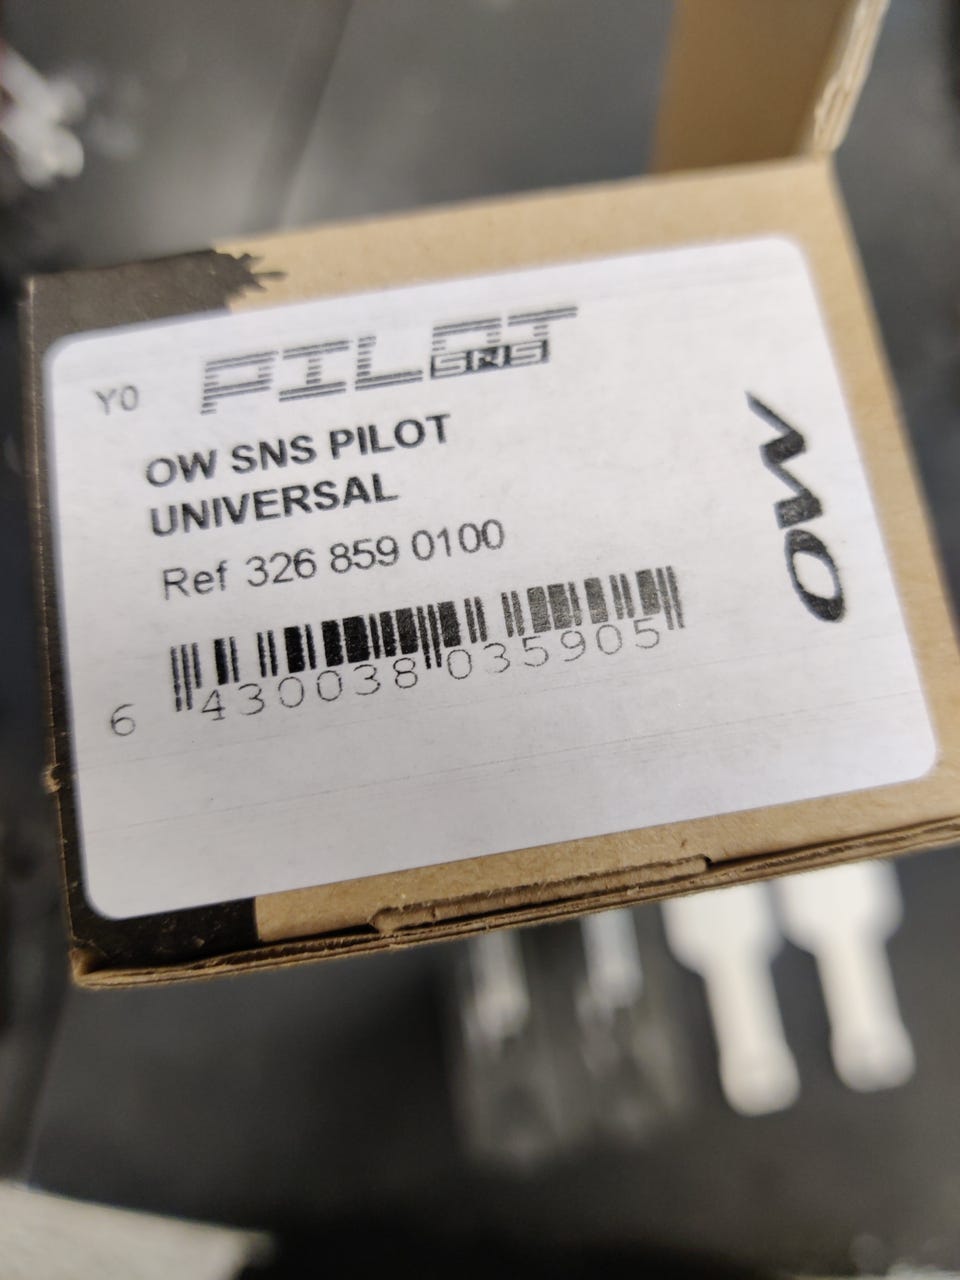 Y0 PILOT
SNS
OW SNS PILOT
UNIVERSAL
Ref 326 859 0100
6 430038 035905
OW